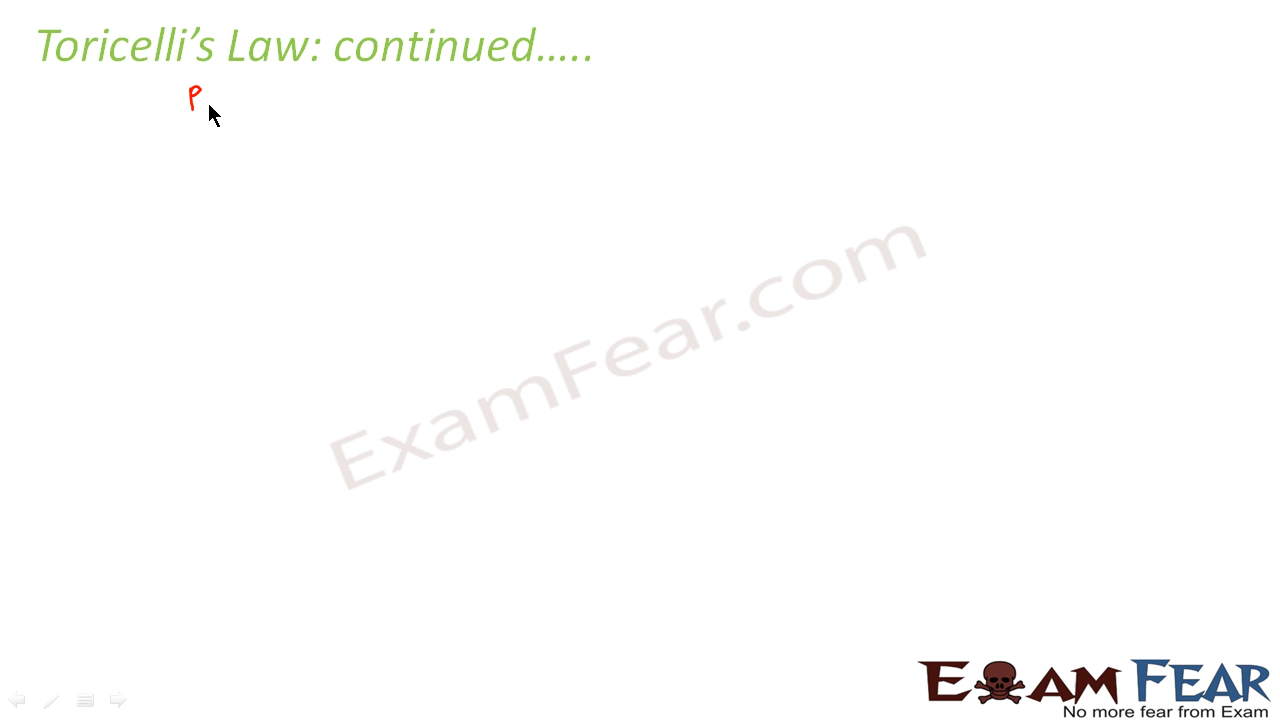 Toricelli's Law: continued.....
P
ExamFear.com
EXAM FEAR
No more fear from Exam